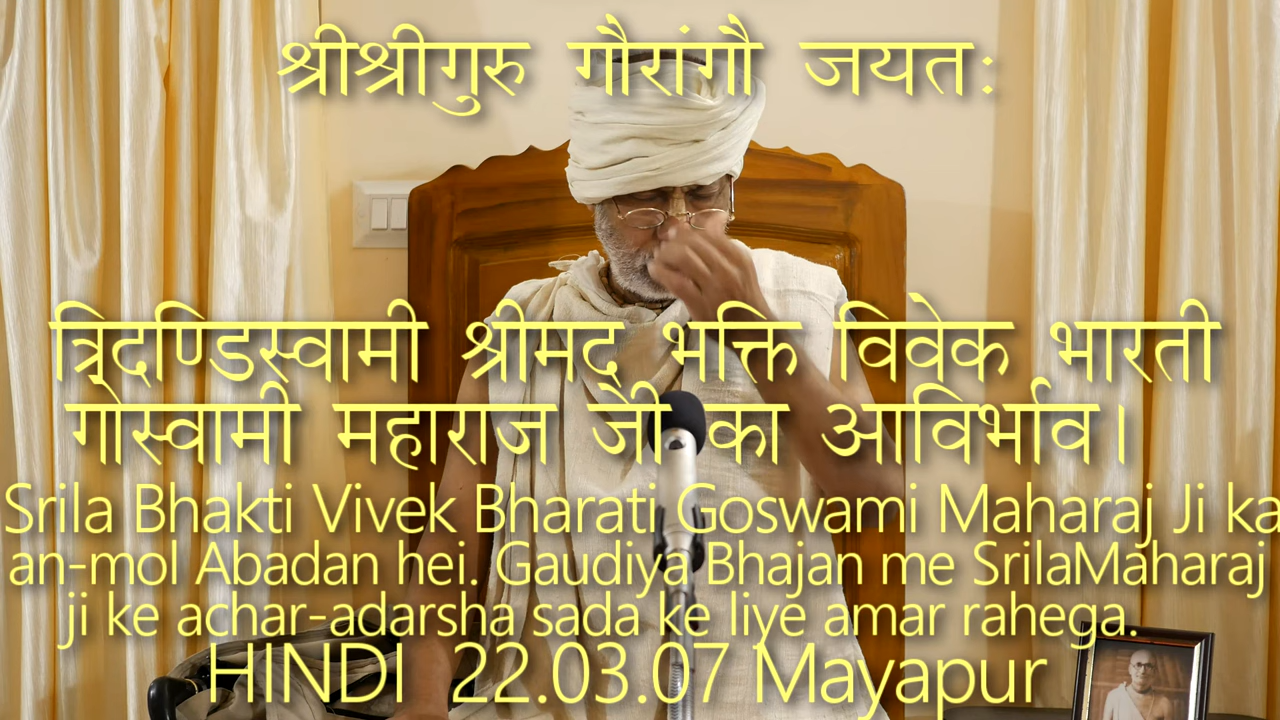 श्रीश्रीगुरु गौरांगौ जयतः
त्रिदण्डिस्वामी श्रीमद् भक्ति विवेक भारती
गोस्वामी महाराज जी का आविर्भाव।
Srila Bhakti Vivek Bharati Goswami Maharaj Ji ka
an-mol Abadan hei. Gaudiya Bhajan me SrilaMaharaj
ji ke achar-adarsha sada ke liye amar rahega.
HINDI 22.03.07 Mayapur